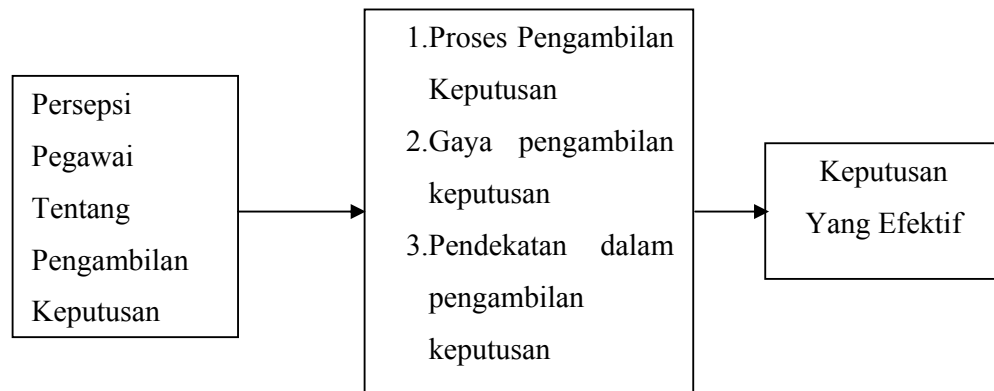 Persepsi
Pegawai
Tentang
Pengambilan
Keputusan
1.Proses Pengambilan
Keputusan
2.Gaya pengambilan
keputusan
3.Pendekatan dalam
pengambilan
keputusan
Keputusan
Yang Efektif